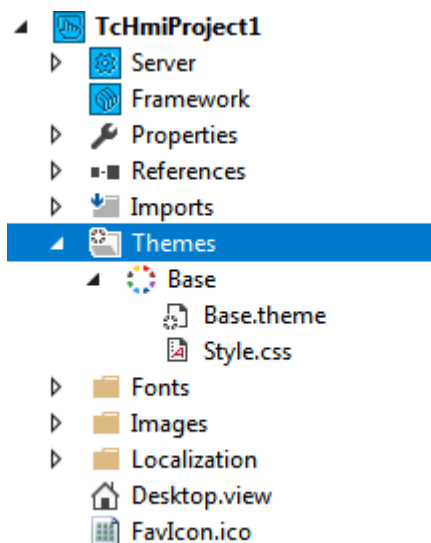 TcHmiProject1
Server
Framework
Properties
References
Imports
Themes
Base
Base.theme
Style.css
Fonts
Images
Localization
Desktop.view
FavIcon.ico